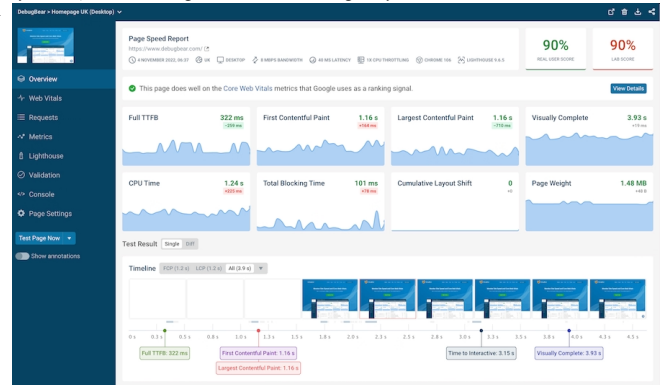 DebugBear > Homepage UK (Desktop)
Overview
Web Vitals
Requests
Metrics
Lighthouse
Validation
Console
Page Settings
Test Page Now
Show annotations
Page Speed Report
https://www.debugbear.com/
4 NOVEMBER 2022, 06:37 UK DESKTOP 8 MBPS BANDWIDTH 40 MS LATENCY 1X CPU THROTTLING CHROME 106 LIGHTHOUSE 9.6.5
90%
REAL USER SCORE
90%
LAB SCORE
This page does well on the Core Web Vitals metrics that Google uses as a ranking signal.
View Details
Full TTFB 322 ms
First Contentful Paint 1.16 s
Largest Contentful Paint 1.16 s
Visually Complete 3.93 s
CPU Time 1.24 s
+225 ms
Total Blocking Time 101 ms
+78 ms
Cumulative Layout Shift 0
+0
Page Weight 1.48 MB
Test Result Single Diff
Timeline FCP (1.2 s) LCP (1.2 s) All (3.9 s)
0 s 0.3 s 0.5 s 0.8 s 1.0 s 1.3 s 1.5 s 1.8 s 2.0 s 2.3 s 2.5 s 2.8 s 3.0 s 3.3 s 3.5 s 3.8 s 4.0 s 4.3 s 4.5 s
Full TTFB: 322 ms
First Contentful Paint: 1.16 s
Time to Interactive: 3.15 s
Visually Complete: 3.93 s
Largest Contentful Paint: 1.16 s